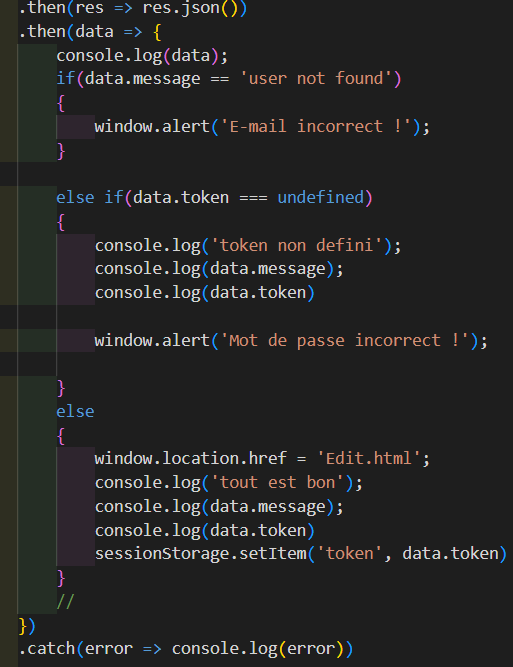 .then(res => res.json())
.then(data => {
console.log(data);
if(data.message == 'user not found')
{
window.alert('E-mail incorrect !');
}
else if(data.token === undefined)
{
console.log('token non defini');
console.log(data.message);
console.log(data.token)
window.alert('Mot de passe incorrect !');
}
else
{
window.location.href = 'Edit.html';
console.log('tout est bon');
console.log(data.message);
console.log(data.token)
sessionStorage.setItem('token', data.token)
}
//
})
.catch(error => console.log(error))